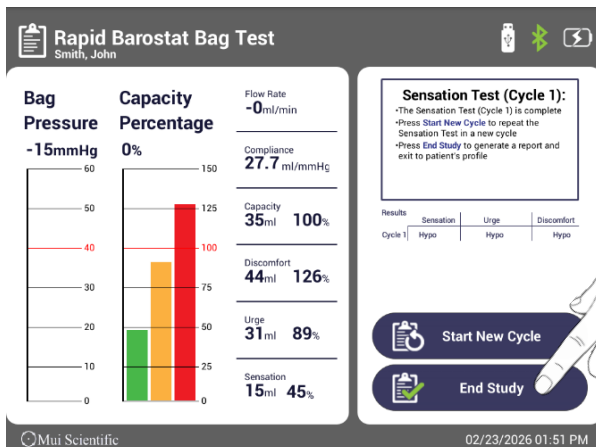 Rapid Barostat Bag Test
Smith, John
Bag
Pressure
-15mmHg
60
50
40
30
20
10
0
Capacity
Percentage
0%
150
125
100
75
50
25
0
Flow Rate
-0ml/min
Compliance
27.7 ml/mmHg
Capacity
35ml 100%
Discomfort
44ml 126%
Urge
31ml 89%
Sensation
15ml 45%
Sensation Test (Cycle 1):
•The Sensation Test (Cycle 1) is complete
•Press Start New Cycle to repeat the
Sensation Test in a new cycle
•Press End Study to generate a report and
exit to patient's profile
Results
Sensation Urge Discomfort
Cycle 1 Hypo Hypo Hypo
Start New Cycle
End Study
Mui Scientific
02/23/2026 01:51 PM